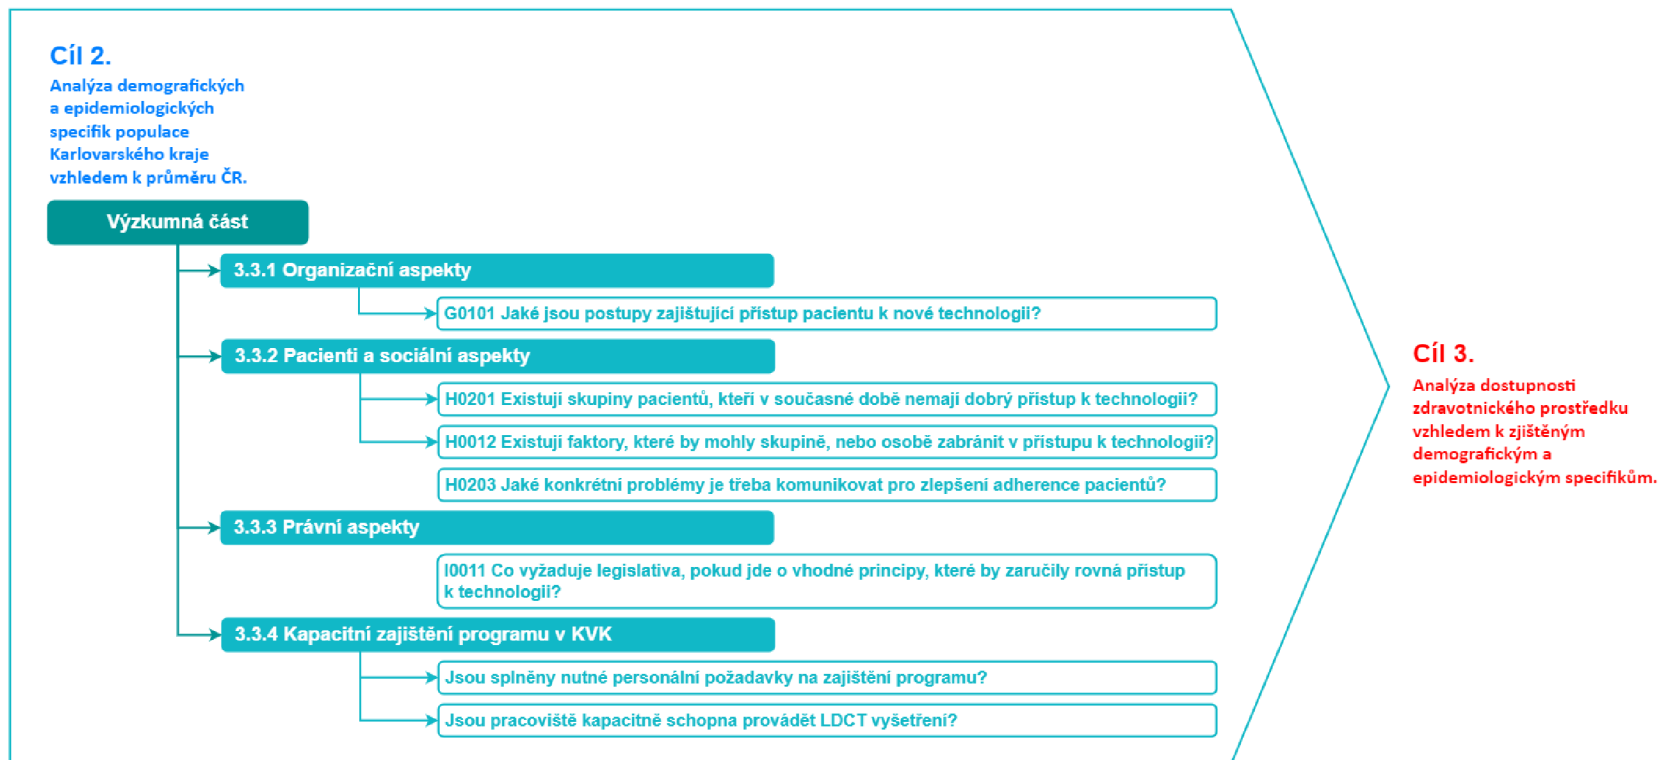 Cíl 2.
Analýza demografických
a epidemiologických
specifik populace
Karlovarského kraje
vzhledem k průměru ČR.
Výzkumná část
3.3.1 Organizační aspekty
G0101 Jaké jsou postupy zajištující přístup pacientu k nové technologii?
3.3.2 Pacienti a sociální aspekty
H0201 Existuji skupiny pacientů, kteří v současné době nemaji dobrý přístup k technologii?
H0012 Existuji faktory, které by mohly skupině, nebo osobě zabránit v přístupu k technologii?
H0203 Jaké konkrétní problémy je třeba komunikovat pro zlepšení adherence pacientů?
3.3.3 Právní aspekty
I0011 Co vyžaduje legislativa, pokud jde o vhodné principy, které by zaručily rovná přístup
k technologii?
3.3.4 Kapacitní zajištění programu v KVK
Jsou splněny nutné personální požadavky na zajištění programu?
Jsou pracoviště kapacitně schopna provádět LDCT vyšetření?
Cíl 3.
Analýza dostupnosti
zdravotnického prostředku
vzhledem k zjištěným
demografickým a
epidemiologickým specifikům.